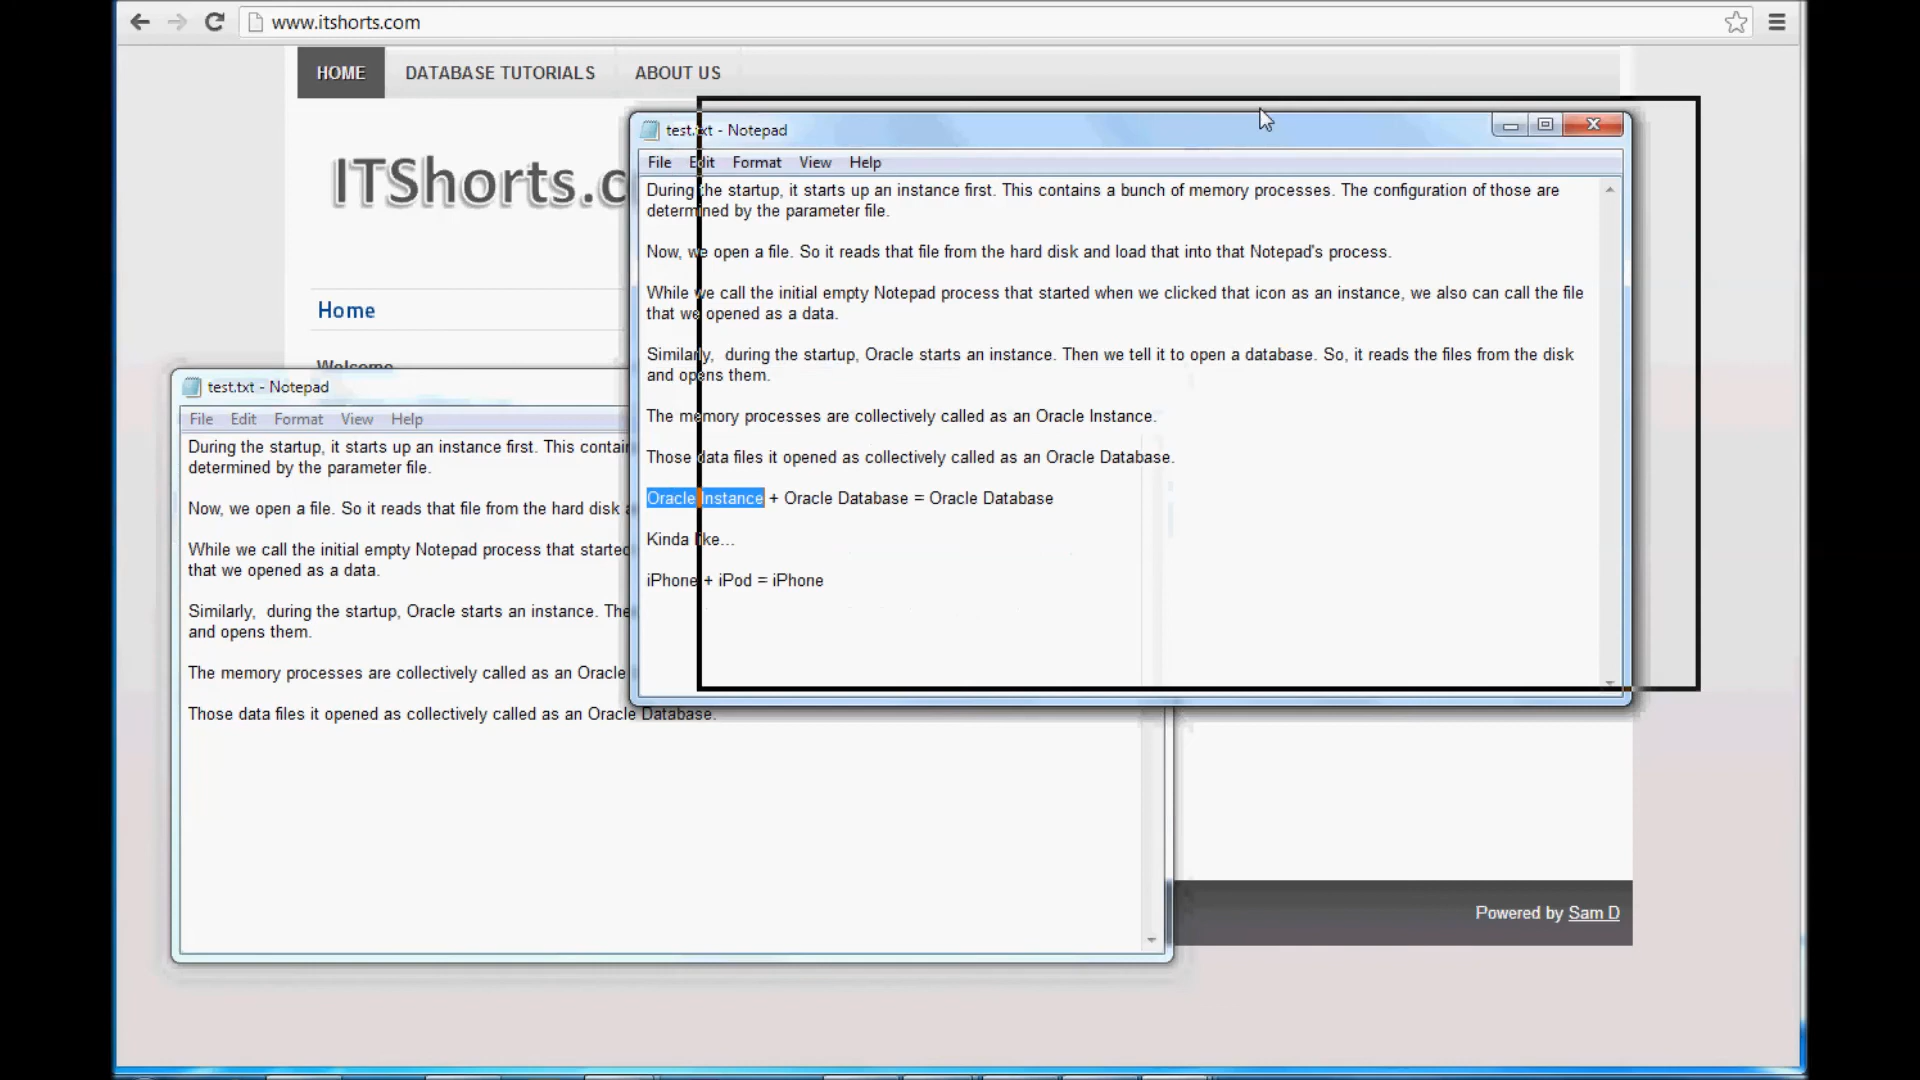 www.itshorts.com
HOME DATABASE TUTORIALS ABOUT US
ITShorts.c
Home
Welcome
test.txt - Notepad
File Edit Format View Help
During the startup, it starts up an instance first. This contains a bunch of memory processes. The configuration of those are
determined by the parameter file.
Now, we open a file. So it reads that file from the hard disk and load that into that Notepad's process.
While we call the initial empty Notepad process that started when we clicked that icon as an instance, we also can call the file
that we opened as a data.
Similarly, during the startup, Oracle starts an instance. Then we tell it to open a database. So, it reads the files from the disk
and opens them.
The memory processes are collectively called as an Oracle Instance.
Those data files it opened as collectively called as an Oracle Database.
Oracle Instance + Oracle Database = Oracle Database
Kinda like...
iPhone + iPod = iPhone
test.txt - Notepad
File Edit Format View Help
During the startup, it starts up an instance first. This contain
determined by the parameter file.
Now, we open a file. So it reads that file from the hard disk
While we call the initial empty Notepad process that started
that we opened as a data.
Similarly, during the startup, Oracle starts an instance. The
and opens them.
The memory processes are collectively called as an Oracle
Those data files it opened as collectively called as an Oracle Database.
Powered by Sam D